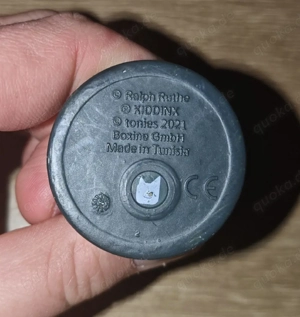 © Ralph Ruthe
© KIDDINX
© tonies 2021
Boxine GmbH
Made in Tunisia
CE